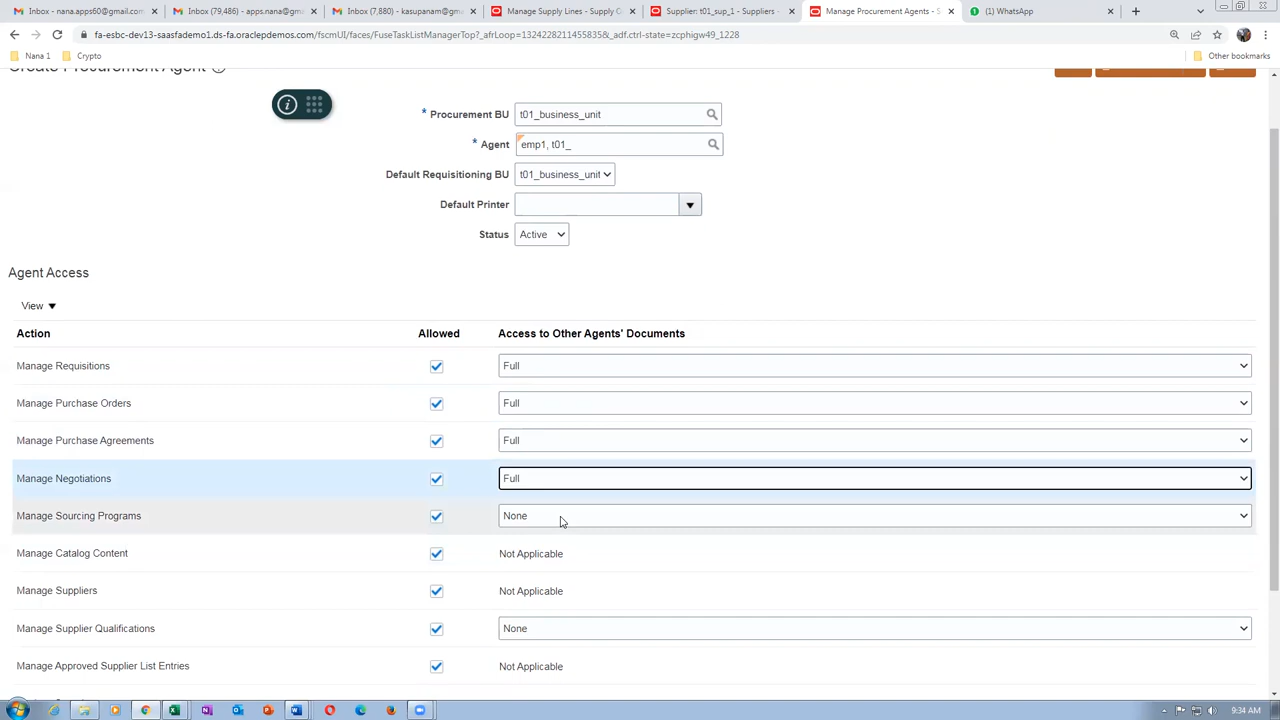 Inbox (57) - nana.apps60@gmail.com
Inbox (79,486) - apps.nana@gma
Inbox (7,880) - kasupanam@gma
Manage Supply Lines - Supply C
Supplier: t01_sup_1 - Suppliers -
Manage Procurement Agents - S
(1) WhatsApp
fa-esbc-dev13-saasfademo1.ds-fa.oraclepdemos.com/fscmUI/faces/FuseTaskListManagerTop?_afrLoop=1324228211455835&_adf.ctrl-state=zcphigw49_1228
Nana 1
Crypto
Other bookmarks
Create Procurement Agent
* Procurement BU t01_business_unit
* Agent emp1, t01_
Default Requisitioning BU t01_business_unit
Default Printer
Status Active
Agent Access
View
Action Allowed Access to Other Agents' Documents
Manage Requisitions Full
Manage Purchase Orders Full
Manage Purchase Agreements Full
Manage Negotiations Full
Manage Sourcing Programs None
Manage Catalog Content Not Applicable
Manage Suppliers Not Applicable
Manage Supplier Qualifications None
Manage Approved Supplier List Entries Not Applicable
9:34 AM